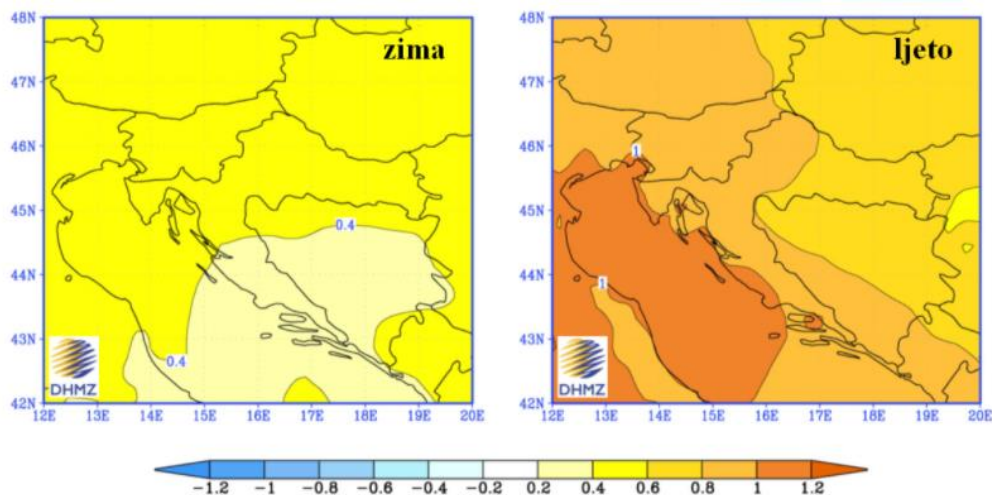 zima
48N
47N
46N
45N
44N
43N
42N
0.4
0.4
DHMZ
12E 13E 14E 15E 16E 17E 18E 19E 20E
ljeto
48N
47N
46N
45N
44N
43N
42N
1
1
DHMZ
12E 13E 14E 15E 16E 17E 18E 19E 20E
-1.2 -1 -0.8 -0.6 -0.4 -0.2 0.2 0.4 0.6 0.8 1 1.2